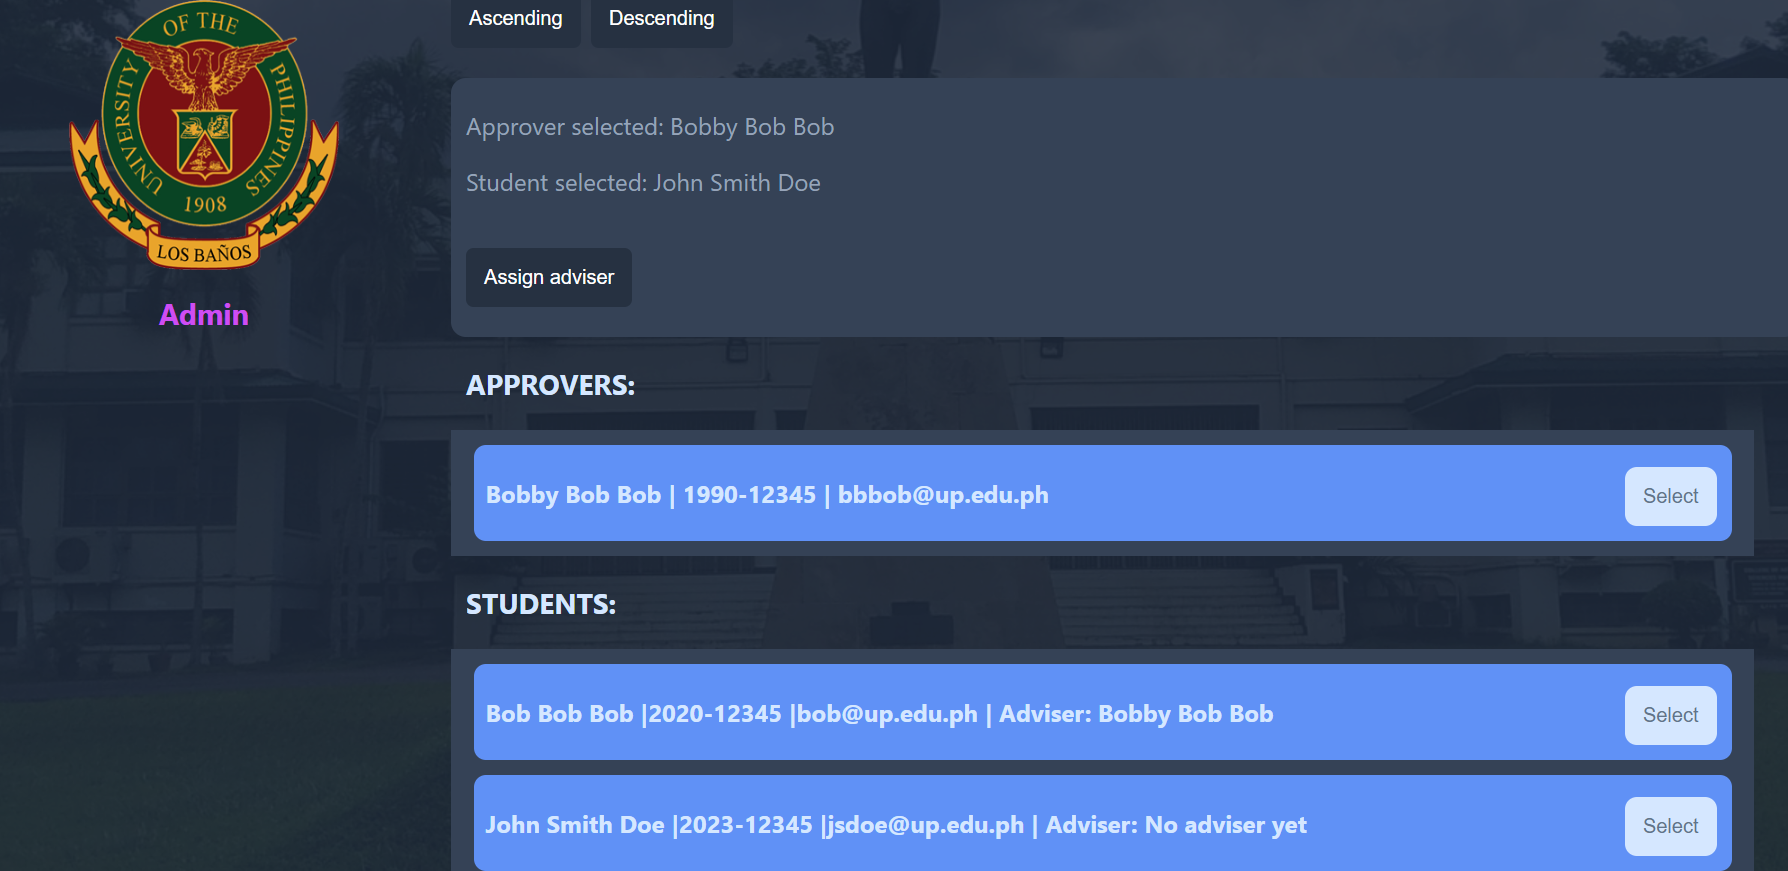 UNIVERSITY OF THE PHILIPPINES
1908
LOS BAÑOS
Admin
Ascending
Descending
Approver selected: Bobby Bob Bob
Student selected: John Smith Doe
Assign adviser
APPROVERS:
Bobby Bob Bob | 1990-12345 | bbbob@up.edu.ph
Select
STUDENTS:
Bob Bob Bob |2020-12345 |bob@up.edu.ph | Adviser: Bobby Bob Bob
Select
John Smith Doe |2023-12345 |jsdoe@up.edu.ph | Adviser: No adviser yet
Select